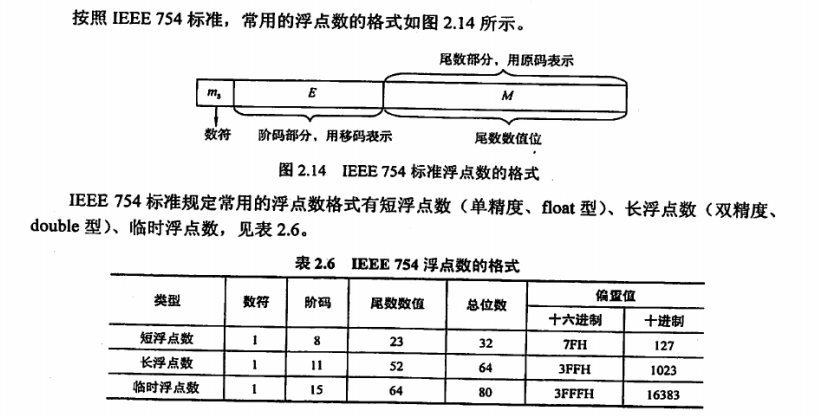 按照 IEEE 754 标准，常用的浮点数的格式如图 2.14 所示。
尾数部分，用原码表示
mₛ E M
数符 阶码部分，用移码表示 尾数数值位
图 2.14 IEEE 754 标准浮点数的格式
IEEE 754 标准规定常用的浮点数格式有短浮点数（单精度、float 型）、长浮点数（双精度、
double 型）、临时浮点数，见表 2.6。
表 2.6 IEEE 754 浮点数的格式
类型 数符 阶码 尾数数值 总位数 偏置值
十六进制 十进制
短浮点数 1 8 23 32 7FH 127
长浮点数 1 11 52 64 3FFH 1023
临时浮点数 1 15 64 80 3FFFH 16383